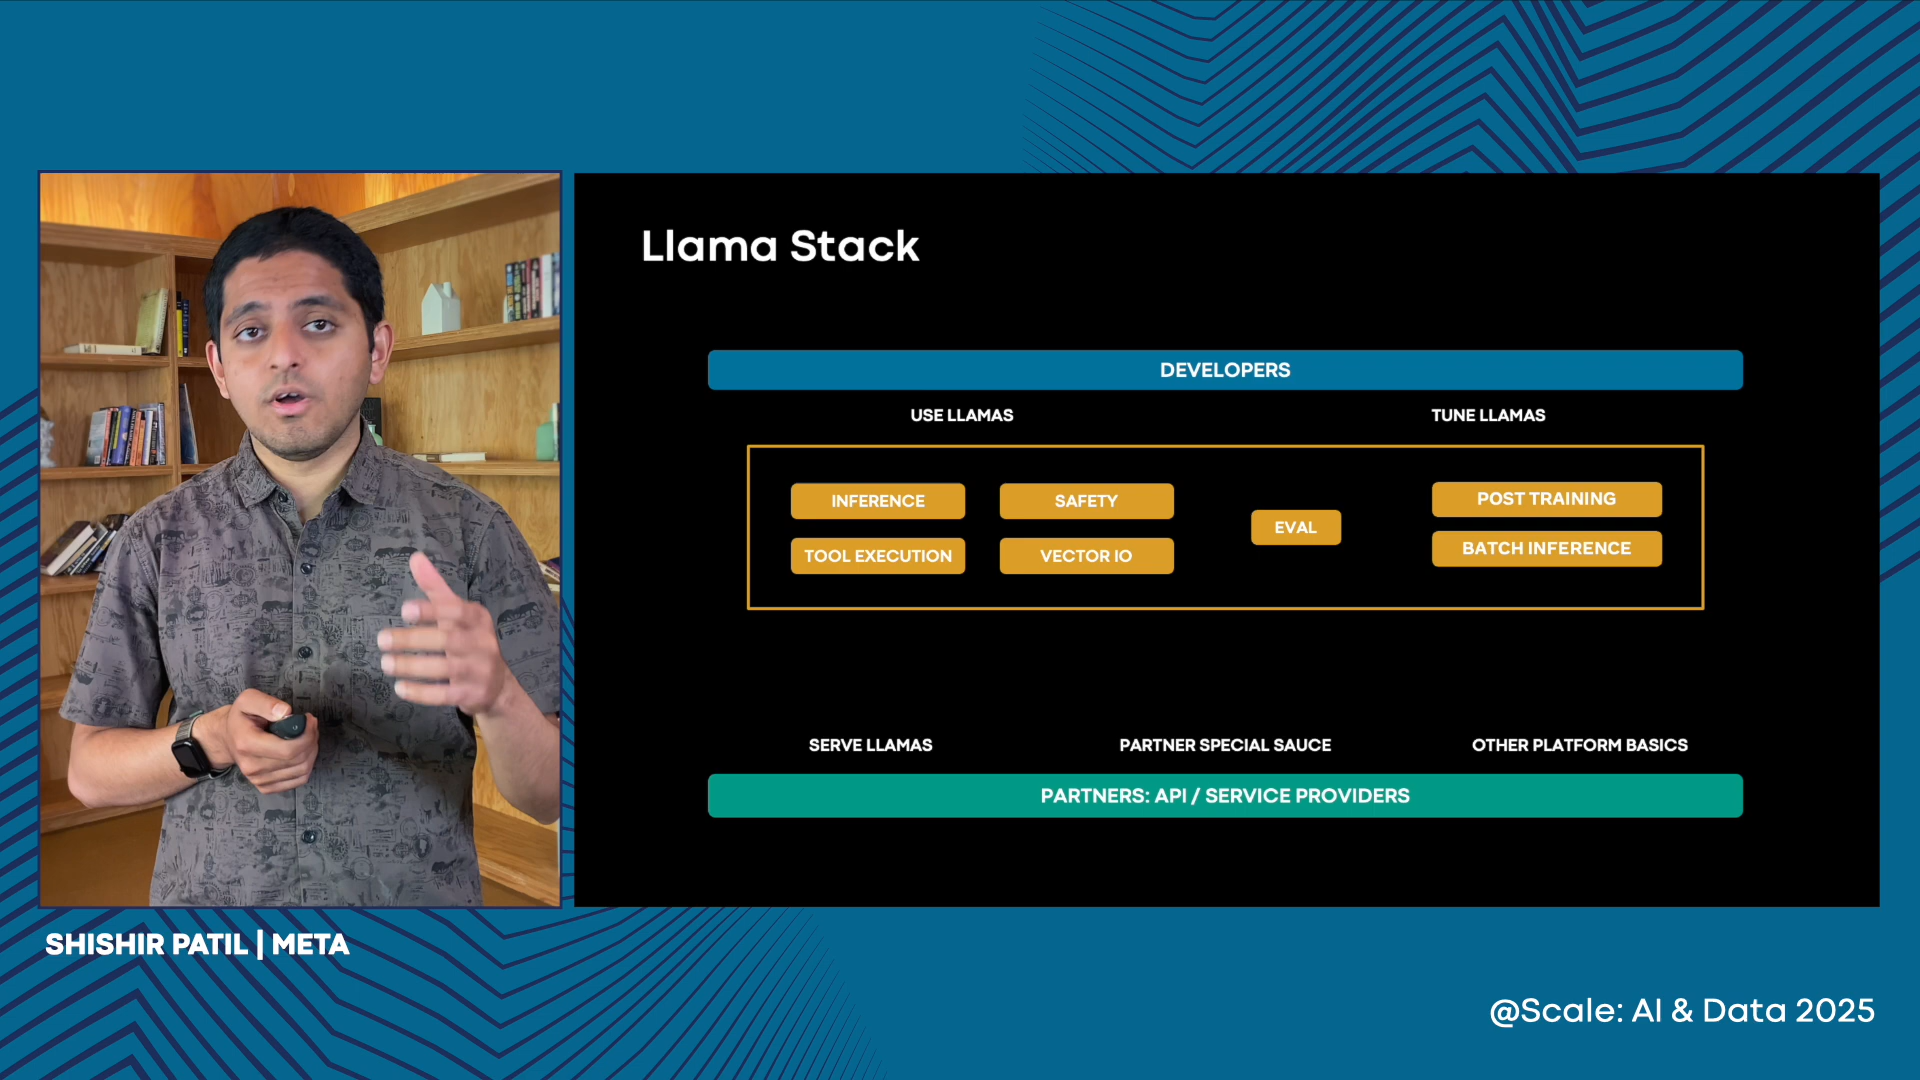 Llama Stack
DEVELOPERS
USE LLAMAS
TUNE LLAMAS
INFERENCE
SAFETY
EVAL
POST TRAINING
TOOL EXECUTION
VECTOR IO
BATCH INFERENCE
SERVE LLAMAS
PARTNER SPECIAL SAUCE
OTHER PLATFORM BASICS
PARTNERS: API / SERVICE PROVIDERS
SHISHIR PATIL | META
@Scale: AI & Data 2025